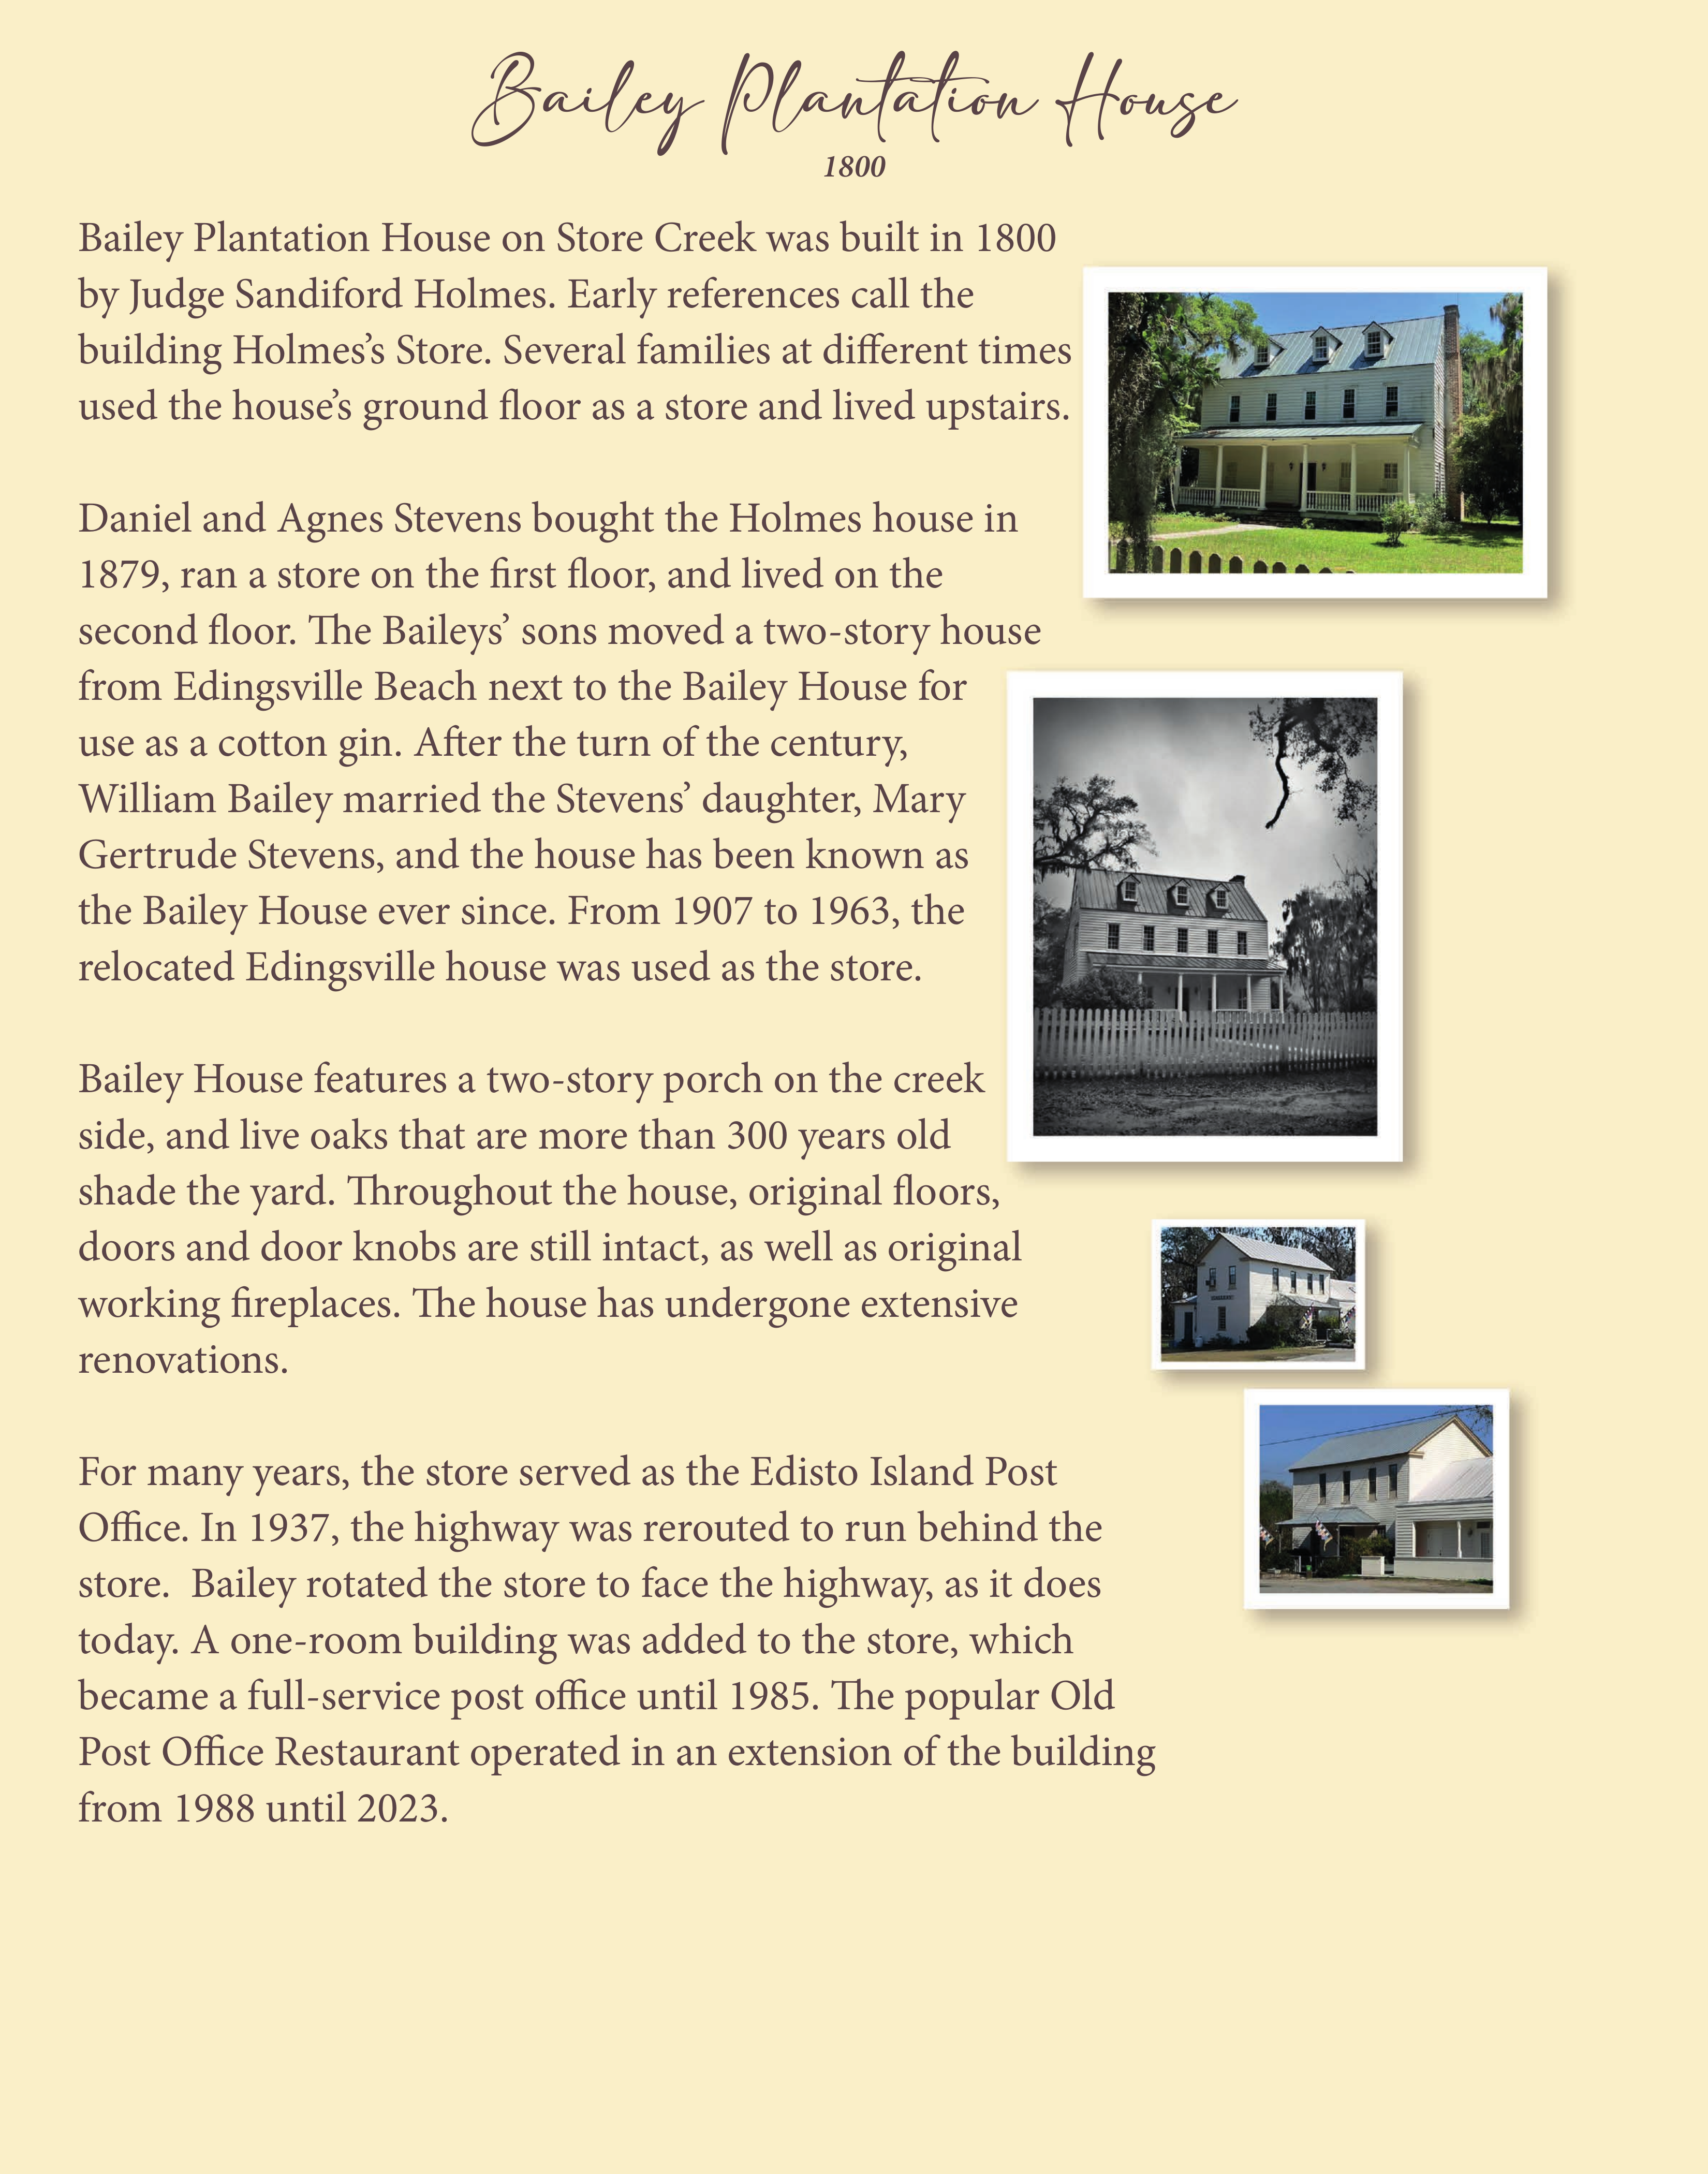 Bailey Plantation House
1800
Bailey Plantation House on Store Creek was built in 1800
by Judge Sandiford Holmes. Early references call the
building Holmes’s Store. Several families at different times
used the house’s ground floor as a store and lived upstairs.
Daniel and Agnes Stevens bought the Holmes house in
1879, ran a store on the first floor, and lived on the
second floor. The Baileys’ sons moved a two-story house
from Edingsville Beach next to the Bailey House for
use as a cotton gin. After the turn of the century,
William Bailey married the Stevens’ daughter, Mary
Gertrude Stevens, and the house has been known as
the Bailey House ever since. From 1907 to 1963, the
relocated Edingsville house was used as the store.
Bailey House features a two-story porch on the creek
side, and live oaks that are more than 300 years old
shade the yard. Throughout the house, original floors,
doors and door knobs are still intact, as well as original
working fireplaces. The house has undergone extensive
renovations.
For many years, the store served as the Edisto Island Post
Office. In 1937, the highway was rerouted to run behind the
store.  Bailey rotated the store to face the highway, as it does
today. A one-room building was added to the store, which
became a full-service post office until 1985. The popular Old
Post Office Restaurant operated in an extension of the building
from 1988 until 2023.